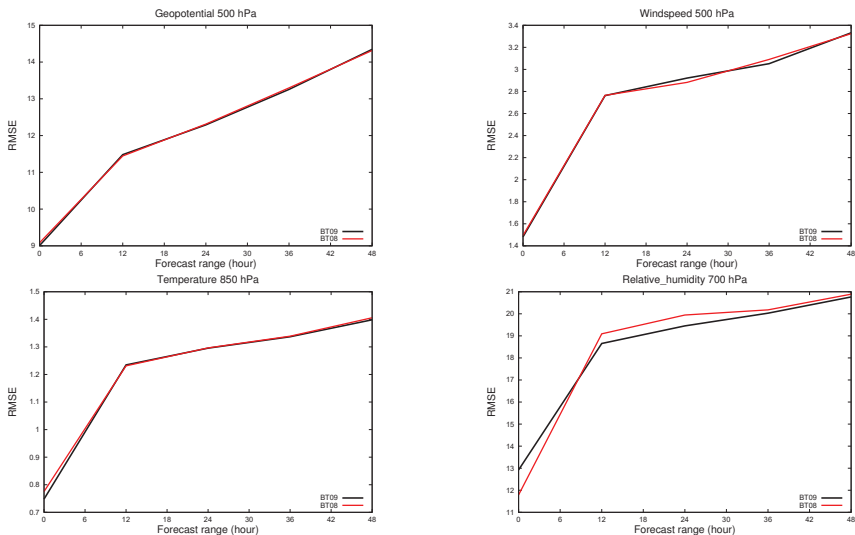 Geopotential 500 hPa
15
14
13
12
11
10
9
RMSE
0 6 12 18 24 30 36 42 48
Forecast range (hour)
BT09
BT08
Windspeed 500 hPa
3.4
3.2
3
2.8
2.6
2.4
2.2
2
1.8
1.6
1.4
RMSE
0 6 12 18 24 30 36 42 48
Forecast range (hour)
BT09
BT08
Temperature 850 hPa
1.5
1.4
1.3
1.2
1.1
1
0.9
0.8
0.7
RMSE
0 6 12 18 24 30 36 42 48
Forecast range (hour)
BT09
BT08
Relative_humidity 700 hPa
21
20
19
18
17
16
15
14
13
12
11
RMSE
0 6 12 18 24 30 36 42 48
Forecast range (hour)
BT09
BT08